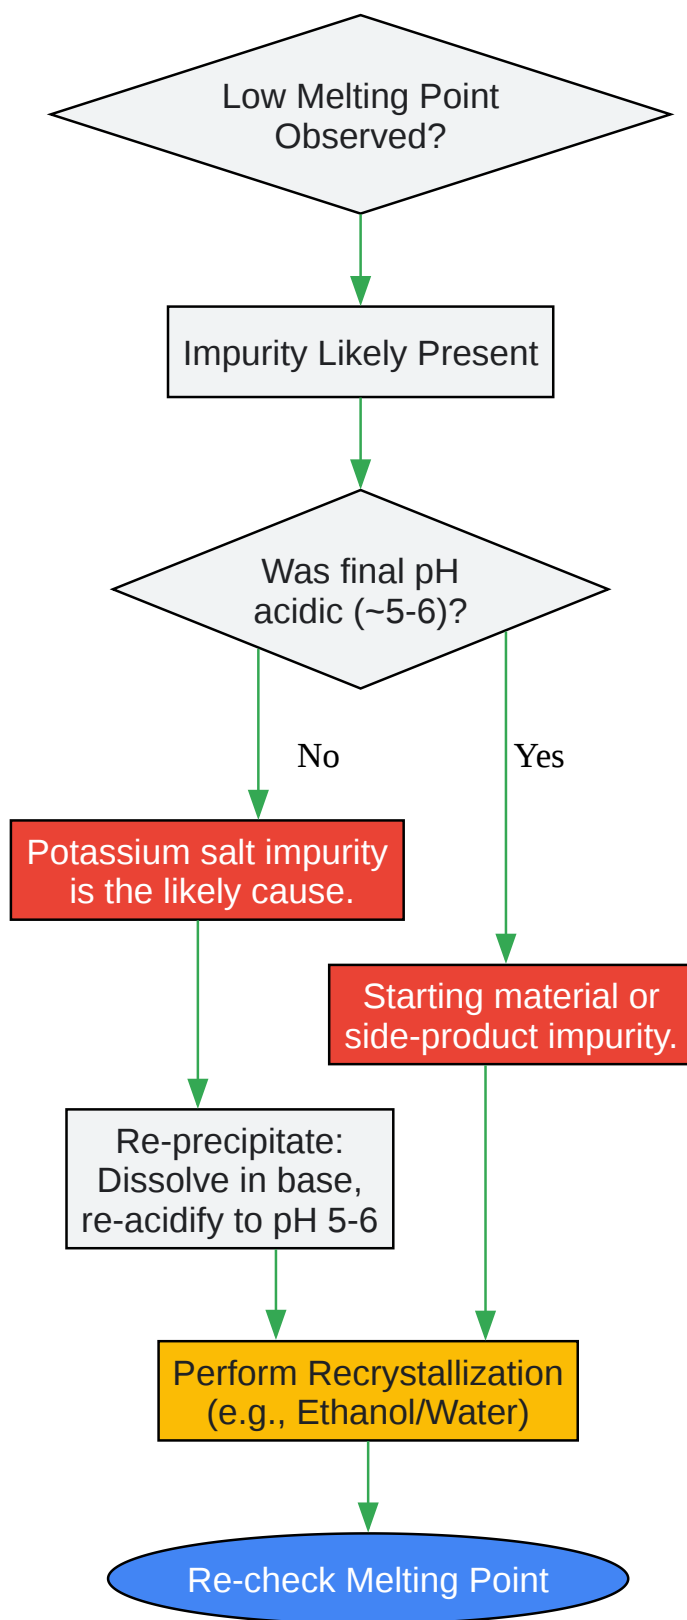 Low Melting Point
Observed?
Impurity Likely Present
Was final pH
acidic (~5-6)?
No
Yes
Potassium salt impurity
is the likely cause.
Starting material or
side-product impurity.
Re-precipitate:
Dissolve in base,
re-acidify to pH 5-6
Perform Recrystallization
(e.g., Ethanol/Water)
Re-check Melting Point